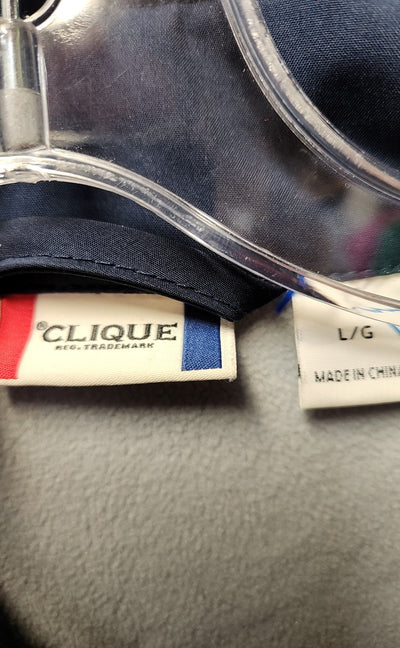 ®CLIQUE
REG. TRADEMARK
L/G
MADE IN CHINA